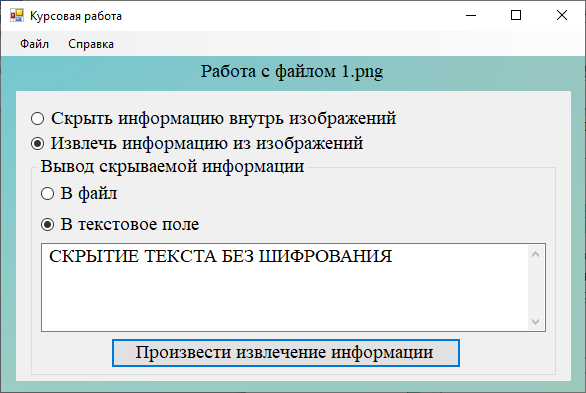 Курсовая работа
Файл Справка
Работа с файлом 1.png
Скрыть информацию внутрь изображений
Извлечь информацию из изображений
Вывод скрываемой информации
В файл
В текстовое поле
СКРЫТИЕ ТЕКСТА БЕЗ ШИФРОВАНИЯ
Произвести извлечение информации